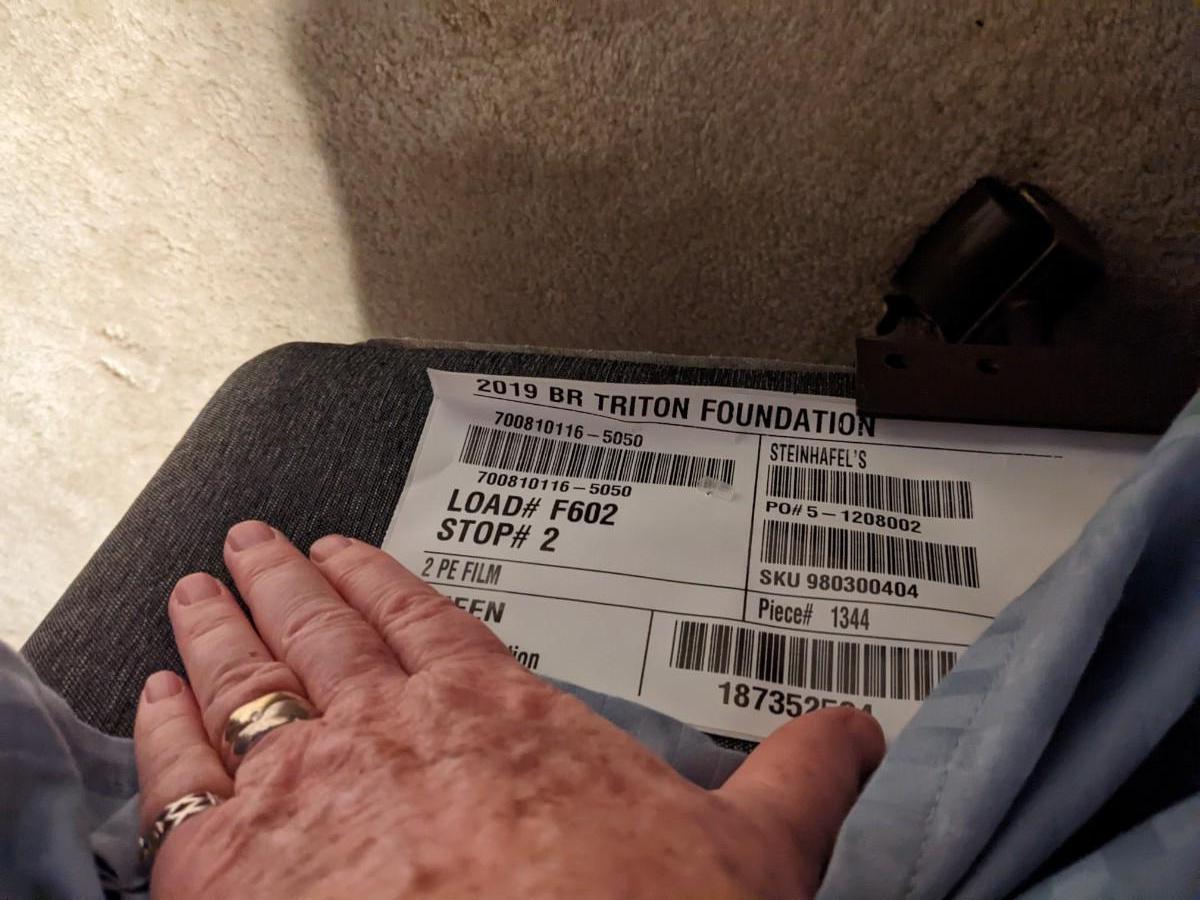 2019 BR TRITON FOUNDATION
700810116-5050
700810116-5050
LOAD# F602
STOP# 2
STEINHAFEL'S
PO# 5-1208002
SKU 980300404
2 PE FILM
Piece# 1344